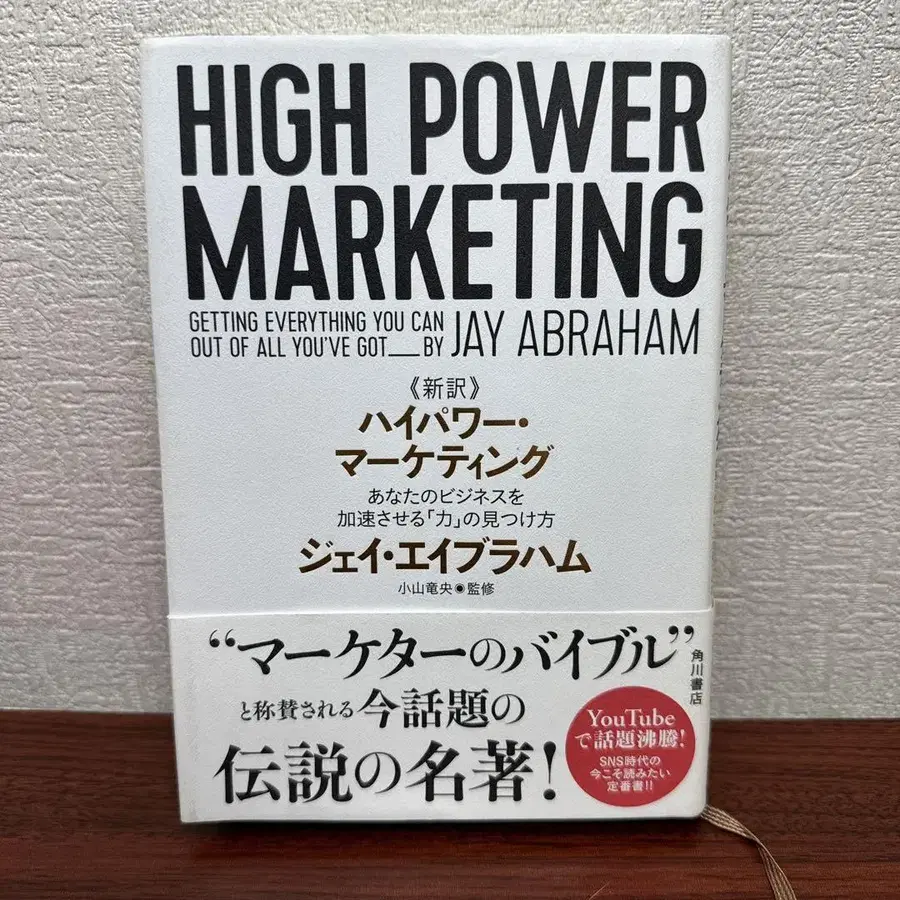 HIGH POWER
MARKETING
GETTING EVERYTHING YOU CAN
OUT OF ALL YOU'VE GOT__BY JAY ABRAHAM
《新訳》
ハイパワー・
マーケティング
あなたのビジネスを
加速させる「力」の見つけ方
ジェイ・エイブラハム
小山竜央◉監修
“マーケターのバイブル”
と称賛される今話題の
伝説の名著!
角川書店
YouTube
で話題沸騰!
SNS時代の
今こそ読みたい
定番書!!